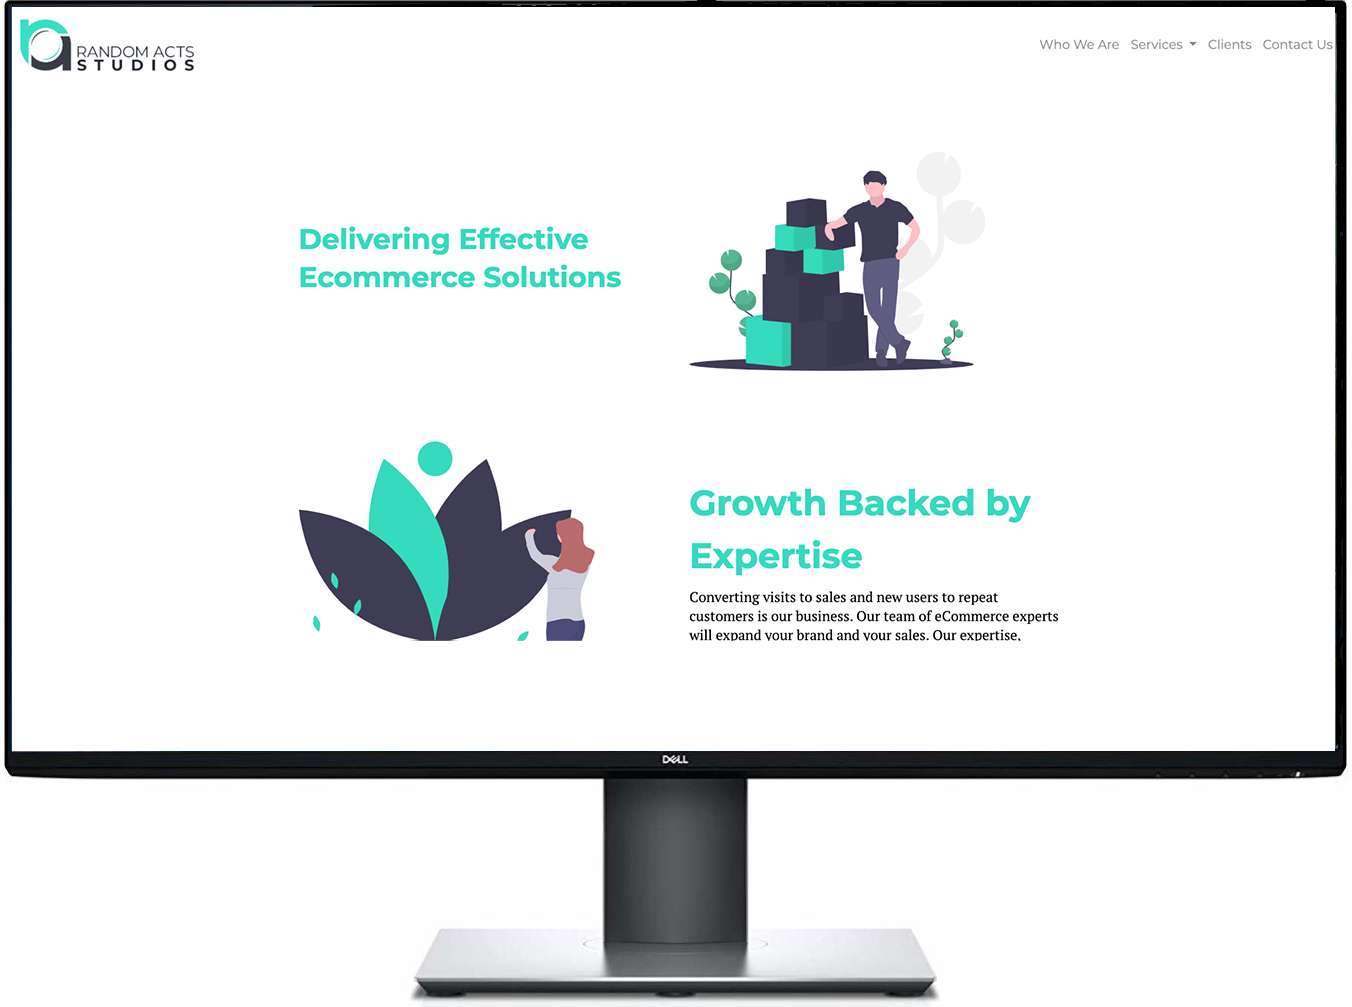 RANDOM ACTS
STUDIOS
Who We Are Services Clients Contact Us
Delivering Effective
Ecommerce Solutions
Growth Backed by
Expertise
Converting visits to sales and new users to repeat
customers is our business. Our team of eCommerce experts
will expand your brand and your sales. Our expertise,
DELL